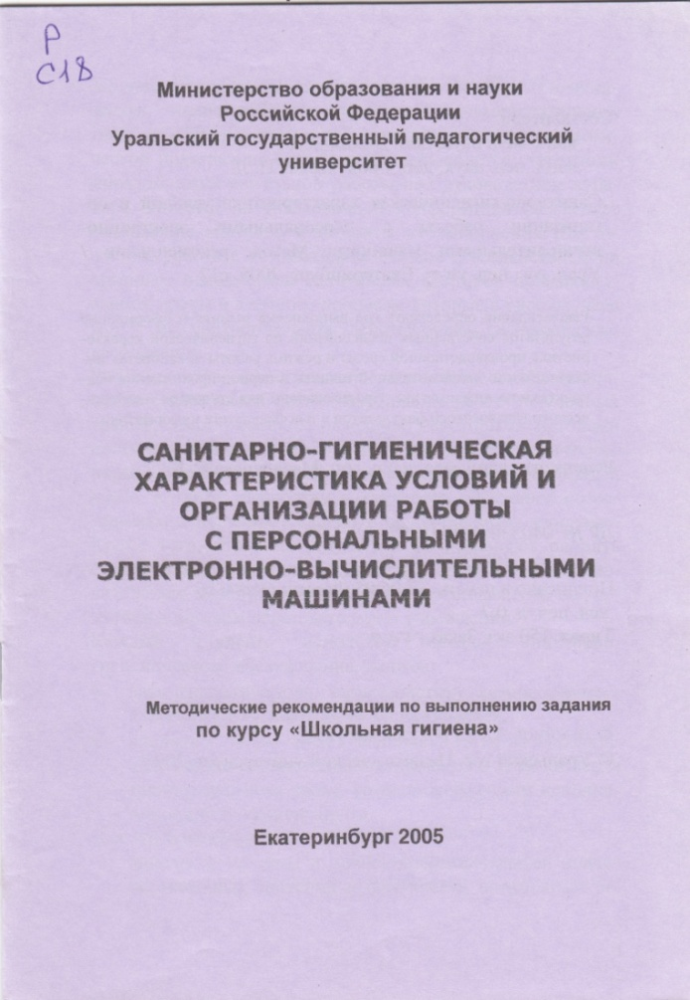 Р
С18
Министерство образования и науки
Российской Федерации
Уральский государственный педагогический
университет
САНИТАРНО-ГИГИЕНИЧЕСКАЯ
ХАРАКТЕРИСТИКА УСЛОВИЙ И
ОРГАНИЗАЦИИ РАБОТЫ
С ПЕРСОНАЛЬНЫМИ
ЭЛЕКТРОННО-ВЫЧИСЛИТЕЛЬНЫМИ
МАШИНАМИ
Методические рекомендации по выполнению задания
по курсу «Школьная гигиена»
Екатеринбург 2005